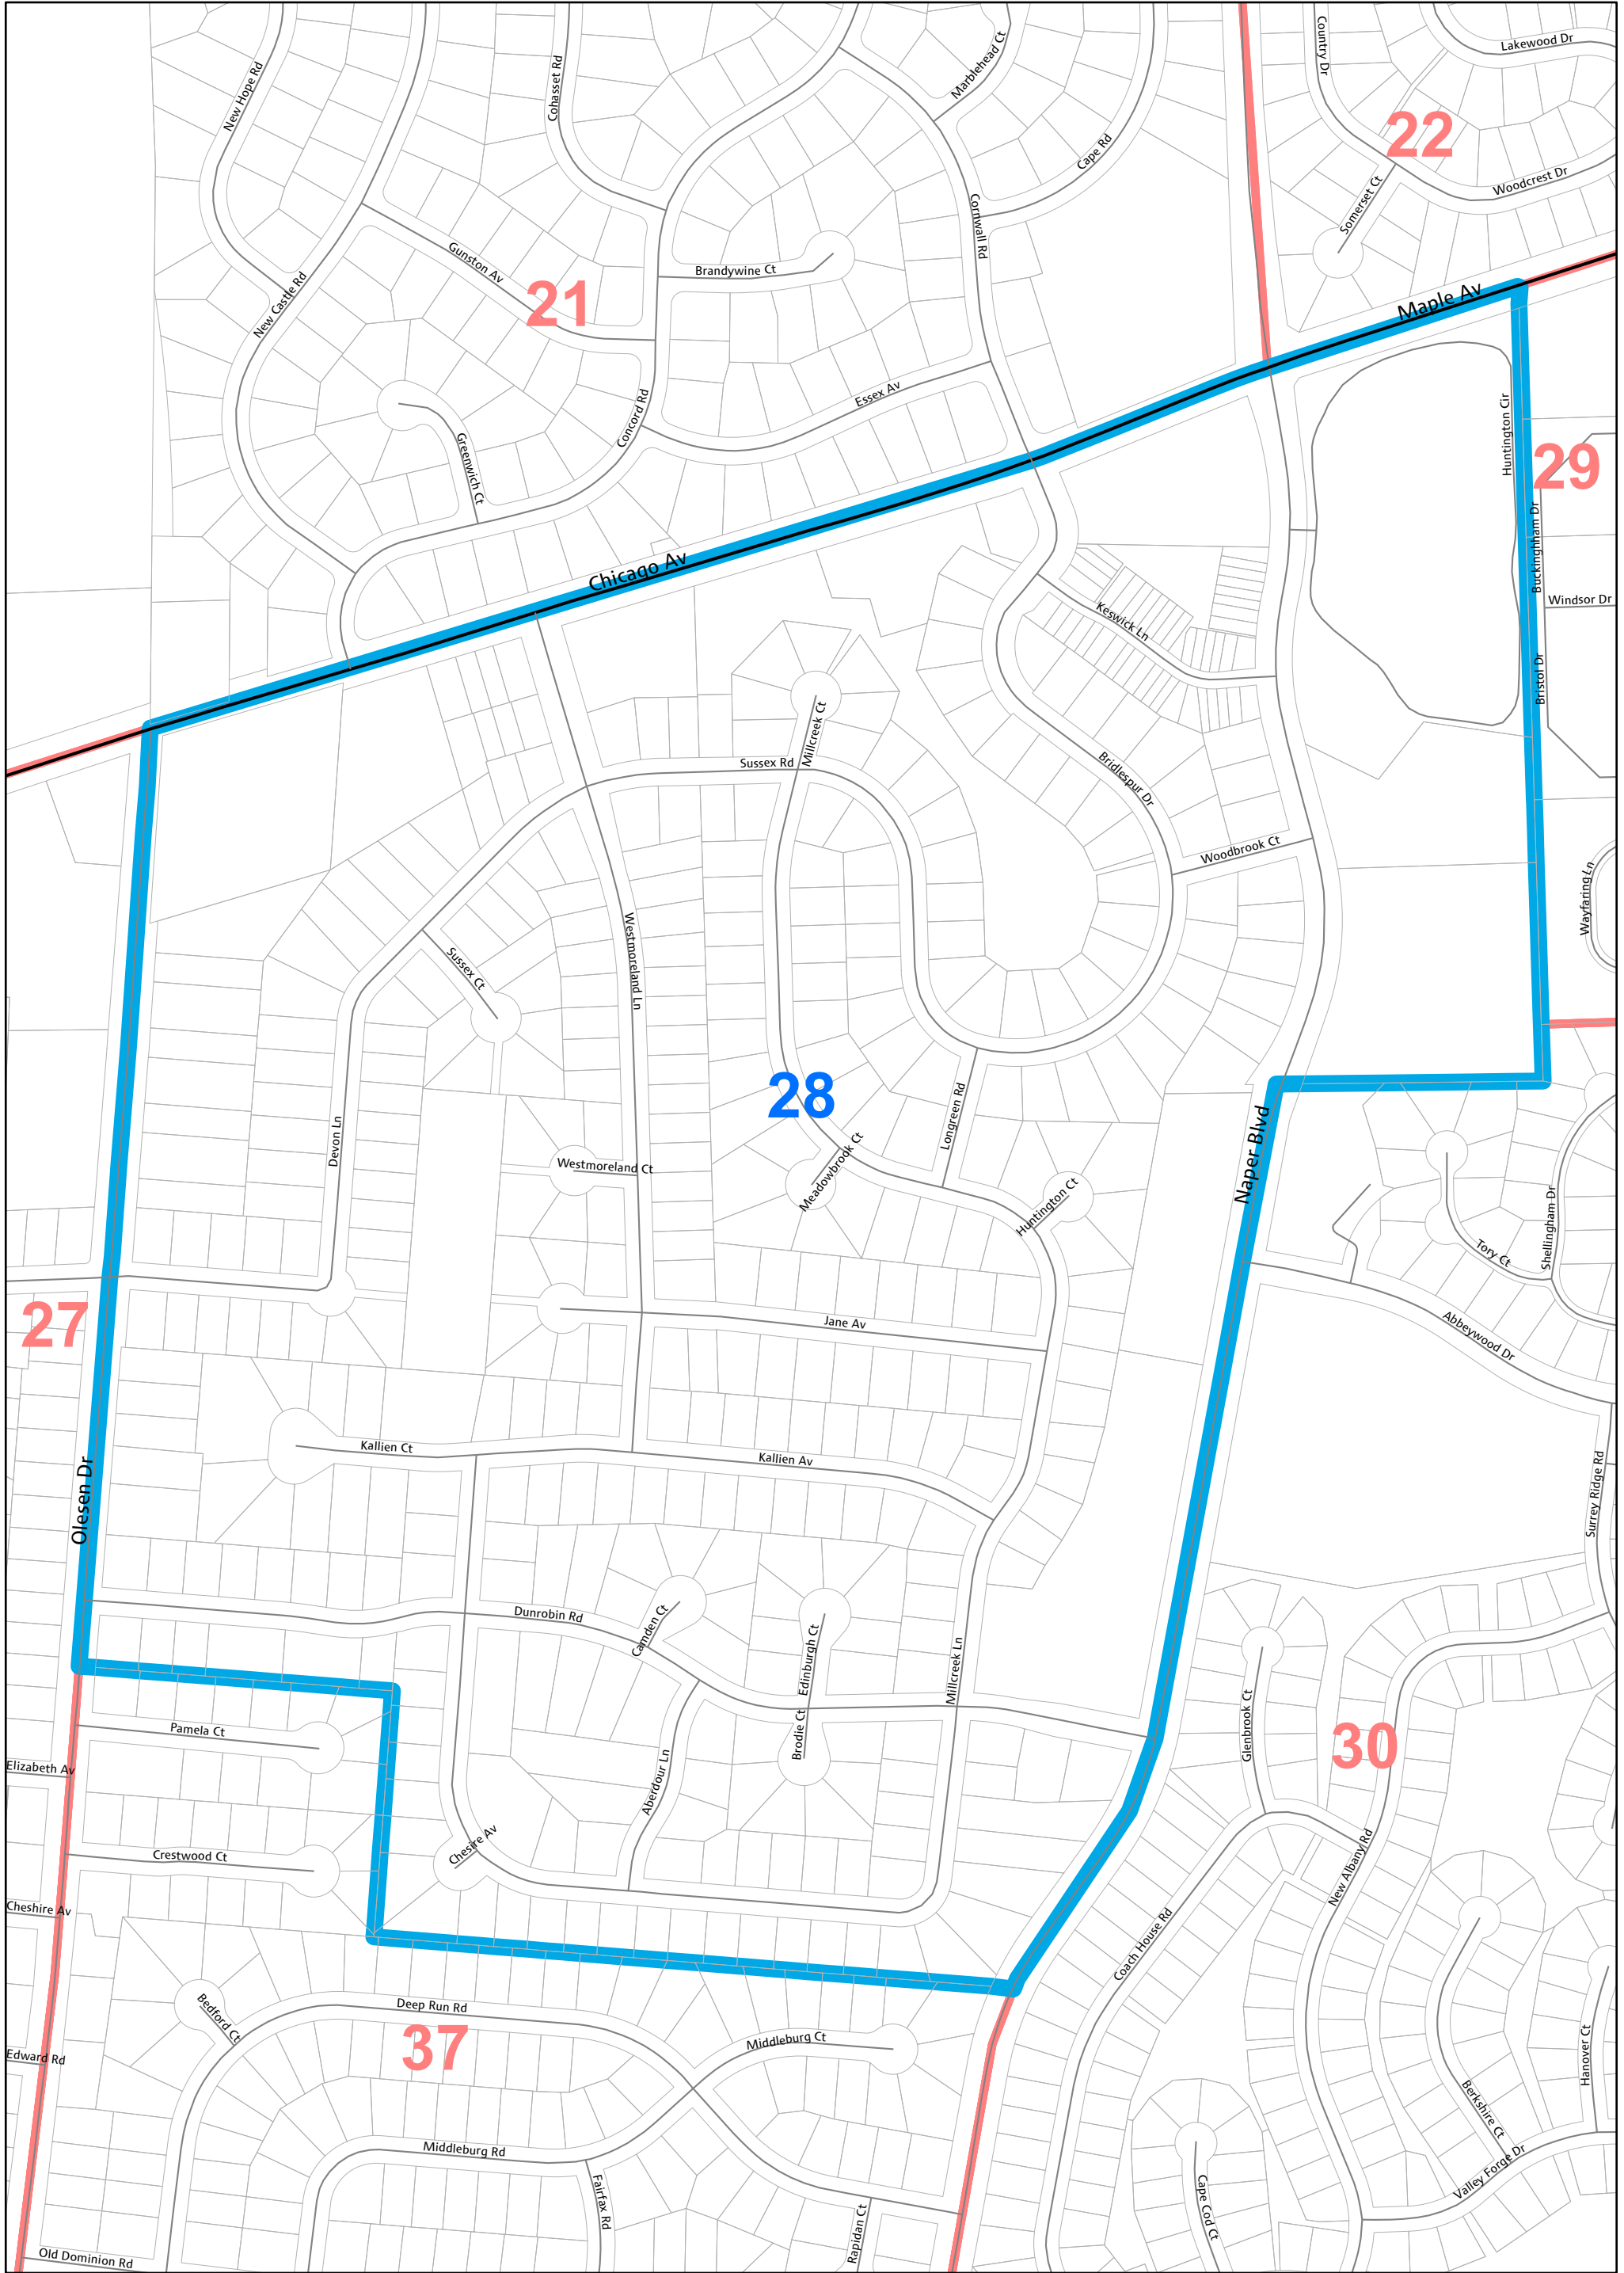 Lakewood Dr
Country Dr
Marblehead Ct
New Hope Rd
Cohasset Rd
22
Cape Rd
Woodcrest Dr
Somerset Ct
Cornwall Rd
Gunston Av
Brandywine Ct
21
New Castle Rd
Maple Av
Essex Av
Concord Rd
Huntington Cir
29
Greenwich Ct
Buckinghham Dr
Chicago Av
Windsor Dr
Keswick Ln
Bristol Dr
Millcreek Ct
Sussex Rd
Bridlespur Dr
Woodbrook Ct
Wayfaring Ln
Westmoreland Ln
Sussex Ct
28
Longreen Rd
Devon Ln
Naper Blvd
Westmoreland Ct
Meadowbrook Ct
Huntington Ct
Shellingham Dr
Tory Ct
27
Jane Av
Abbeywood Dr
Kallien Ct
Kallien Av
Olesen Dr
Surrey Ridge Rd
Dunrobin Rd
Camden Ct
Edinburgh Ct
Millcreek Ln
Pamela Ct
Brodie Ct
Glenbrook Ct
30
Elizabeth Av
Aberdour Ln
Chesire Av
Crestwood Ct
New Albany Rd
Cheshire Av
Coach House Rd
Bedford Ct
Deep Run Rd
37
Middleburg Ct
Edward Rd
Hanover Ct
Berkshire Ct
Middleburg Rd
Valley Forge Dr
Fairfax Rd
Cape Cod Ct
Rapidan Ct
Old Dominion Rd